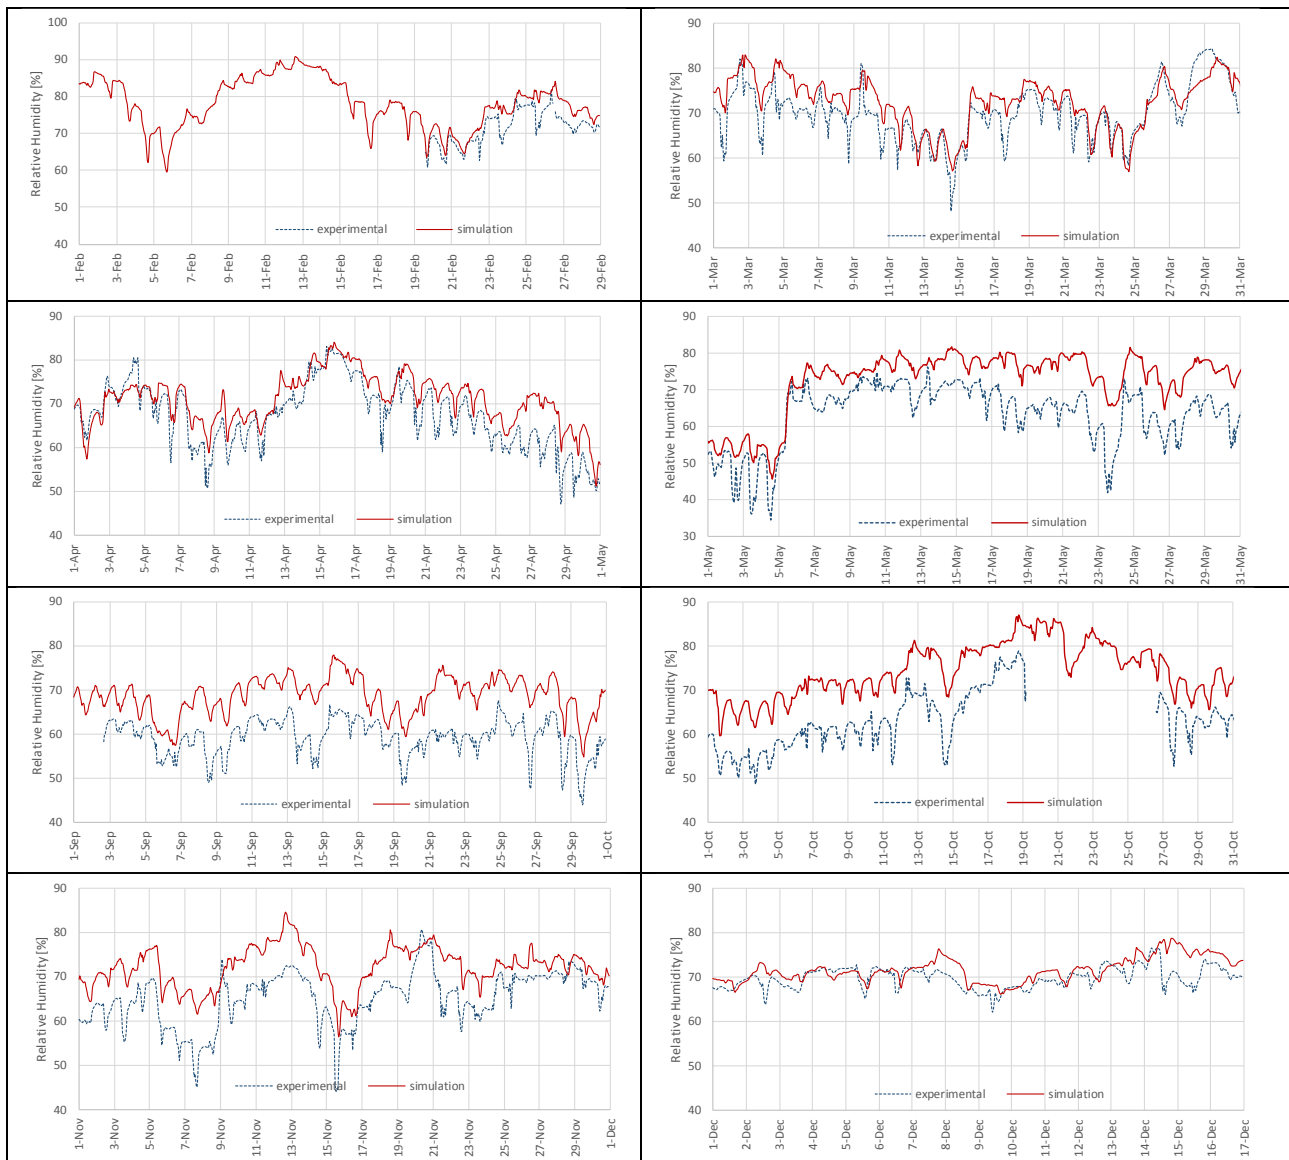 Relative Humidity [%]
100
90
80
70
60
50
40
experimental simulation
1-Feb 3-Feb 5-Feb 7-Feb 9-Feb 11-Feb 13-Feb 15-Feb 17-Feb 19-Feb 21-Feb 23-Feb 25-Feb 27-Feb 29-Feb
Relative Humidity [%]
90
80
70
60
50
40
experimental simulation
1-Mar 3-Mar 5-Mar 7-Mar 9-Mar 11-Mar 13-Mar 15-Mar 17-Mar 19-Mar 21-Mar 23-Mar 25-Mar 27-Mar 29-Mar 31-Mar
Relative Humidity [%]
90
80
70
60
50
40
experimental simulation
1-Apr 3-Apr 5-Apr 7-Apr 9-Apr 11-Apr 13-Apr 15-Apr 17-Apr 19-Apr 21-Apr 23-Apr 25-Apr 27-Apr 29-Apr 1-May
Relative Humidity [%]
90
80
70
60
50
40
30
experimental simulation
1-May 3-May 5-May 7-May 9-May 11-May 13-May 15-May 17-May 19-May 21-May 23-May 25-May 27-May 29-May 31-May
Relative Humidity [%]
90
80
70
60
50
40
experimental simulation
1-Sep 3-Sep 5-Sep 7-Sep 9-Sep 11-Sep 13-Sep 15-Sep 17-Sep 19-Sep 21-Sep 23-Sep 25-Sep 27-Sep 29-Sep 1-Oct
Relative Humidity [%]
90
80
70
60
50
40
experimental simulation
1-Oct 3-Oct 5-Oct 7-Oct 9-Oct 11-Oct 13-Oct 15-Oct 17-Oct 19-Oct 21-Oct 23-Oct 25-Oct 27-Oct 29-Oct 31-Oct
Relative Humidity [%]
90
80
70
60
50
40
experimental simulation
1-Nov 3-Nov 5-Nov 7-Nov 9-Nov 11-Nov 13-Nov 15-Nov 17-Nov 19-Nov 21-Nov 23-Nov 25-Nov 27-Nov 29-Nov 1-Dec
Relative Humidity [%]
90
80
70
60
50
40
experimental simulation
1-Dec 2-Dec 3-Dec 4-Dec 5-Dec 6-Dec 7-Dec 8-Dec 9-Dec 10-Dec 11-Dec 12-Dec 13-Dec 14-Dec 15-Dec 16-Dec 17-Dec